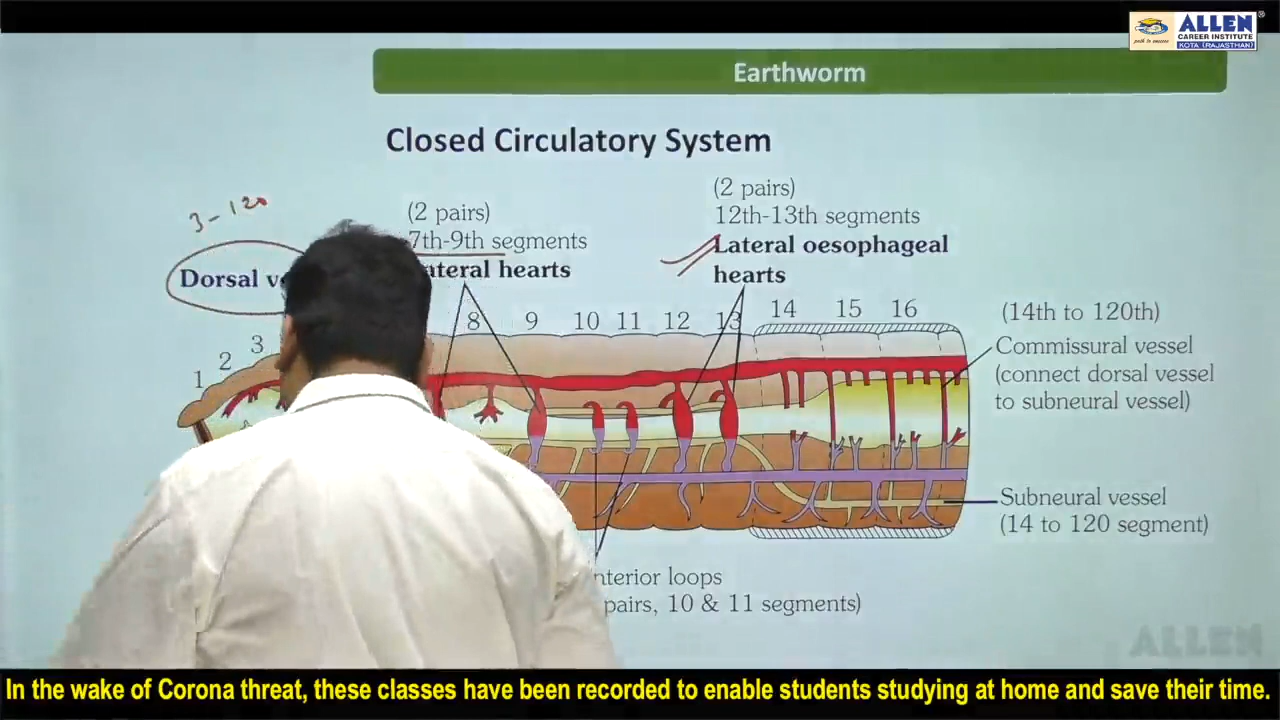 ALLEN
CAREER INSTITUTE
KOTA (RAJASTHAN)
path to success
Earthworm
Closed Circulatory System
(2 pairs)
12th-13th segments
Lateral oesophageal
hearts
(2 pairs)
7th-9th segments
ateral hearts
3-120
Dorsal v
1 2 3 8 9 10 11 12 13 14 15 16
(14th to 120th)
Commissural vessel
(connect dorsal vessel
to subneural vessel)
Subneural vessel
(14 to 120 segment)
nterior loops
pairs, 10 & 11 segments)
ALLEN
In the wake of Corona threat, these classes have been recorded to enable students studying at home and save their time.